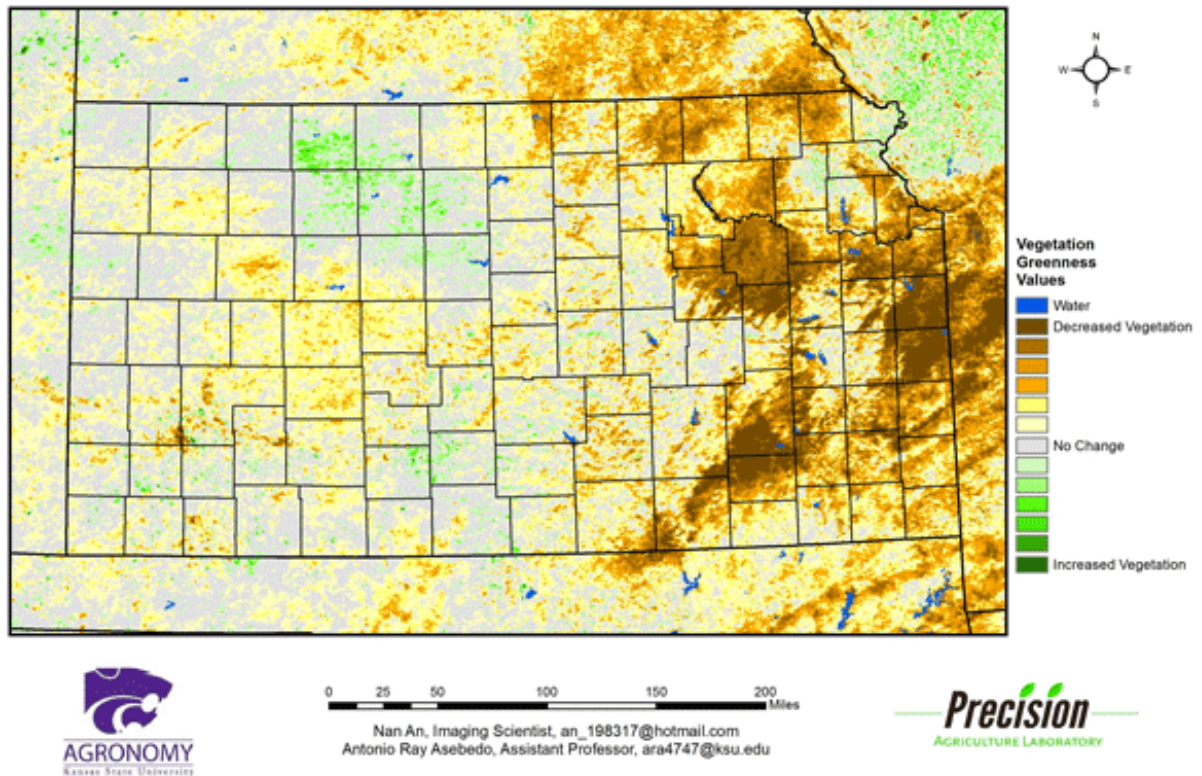 N
W E
S
Vegetation
Greenness
Values
Water
Decreased Vegetation
No Change
Increased Vegetation
0 25 50 100 150 200
Miles
Nan An, Imaging Scientist, an_198317@hotmail.com
Antonio Ray Asebedo, Assistant Professor, ara4747@ksu.edu
AGRONOMY
Kansas State University
Precision
AGRICULTURE LABORATORY